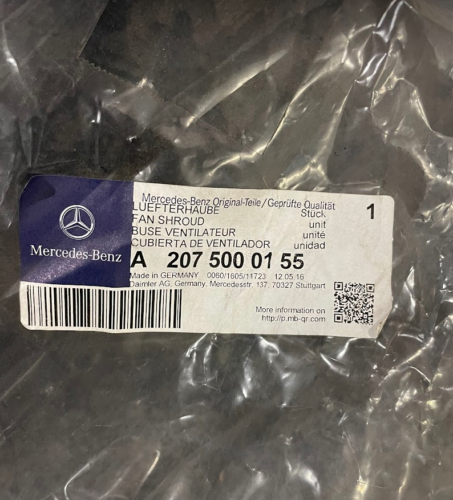 Mercedes-Benz Original-Teile/Geprüfte Qualität
LUEFTERHAUBE Stück 1
FAN SHROUD unit
BUSE VENTILATEUR unité
CUBIERTA DE VENTILADOR unidad
Mercedes-Benz
A 207 500 01 55
Made in GERMANY 0060/1605/11723 12.05.16
Daimler AG, Germany, Mercedesstr. 137, 70327 Stuttgart
More information on
http://p.mb-qr.com